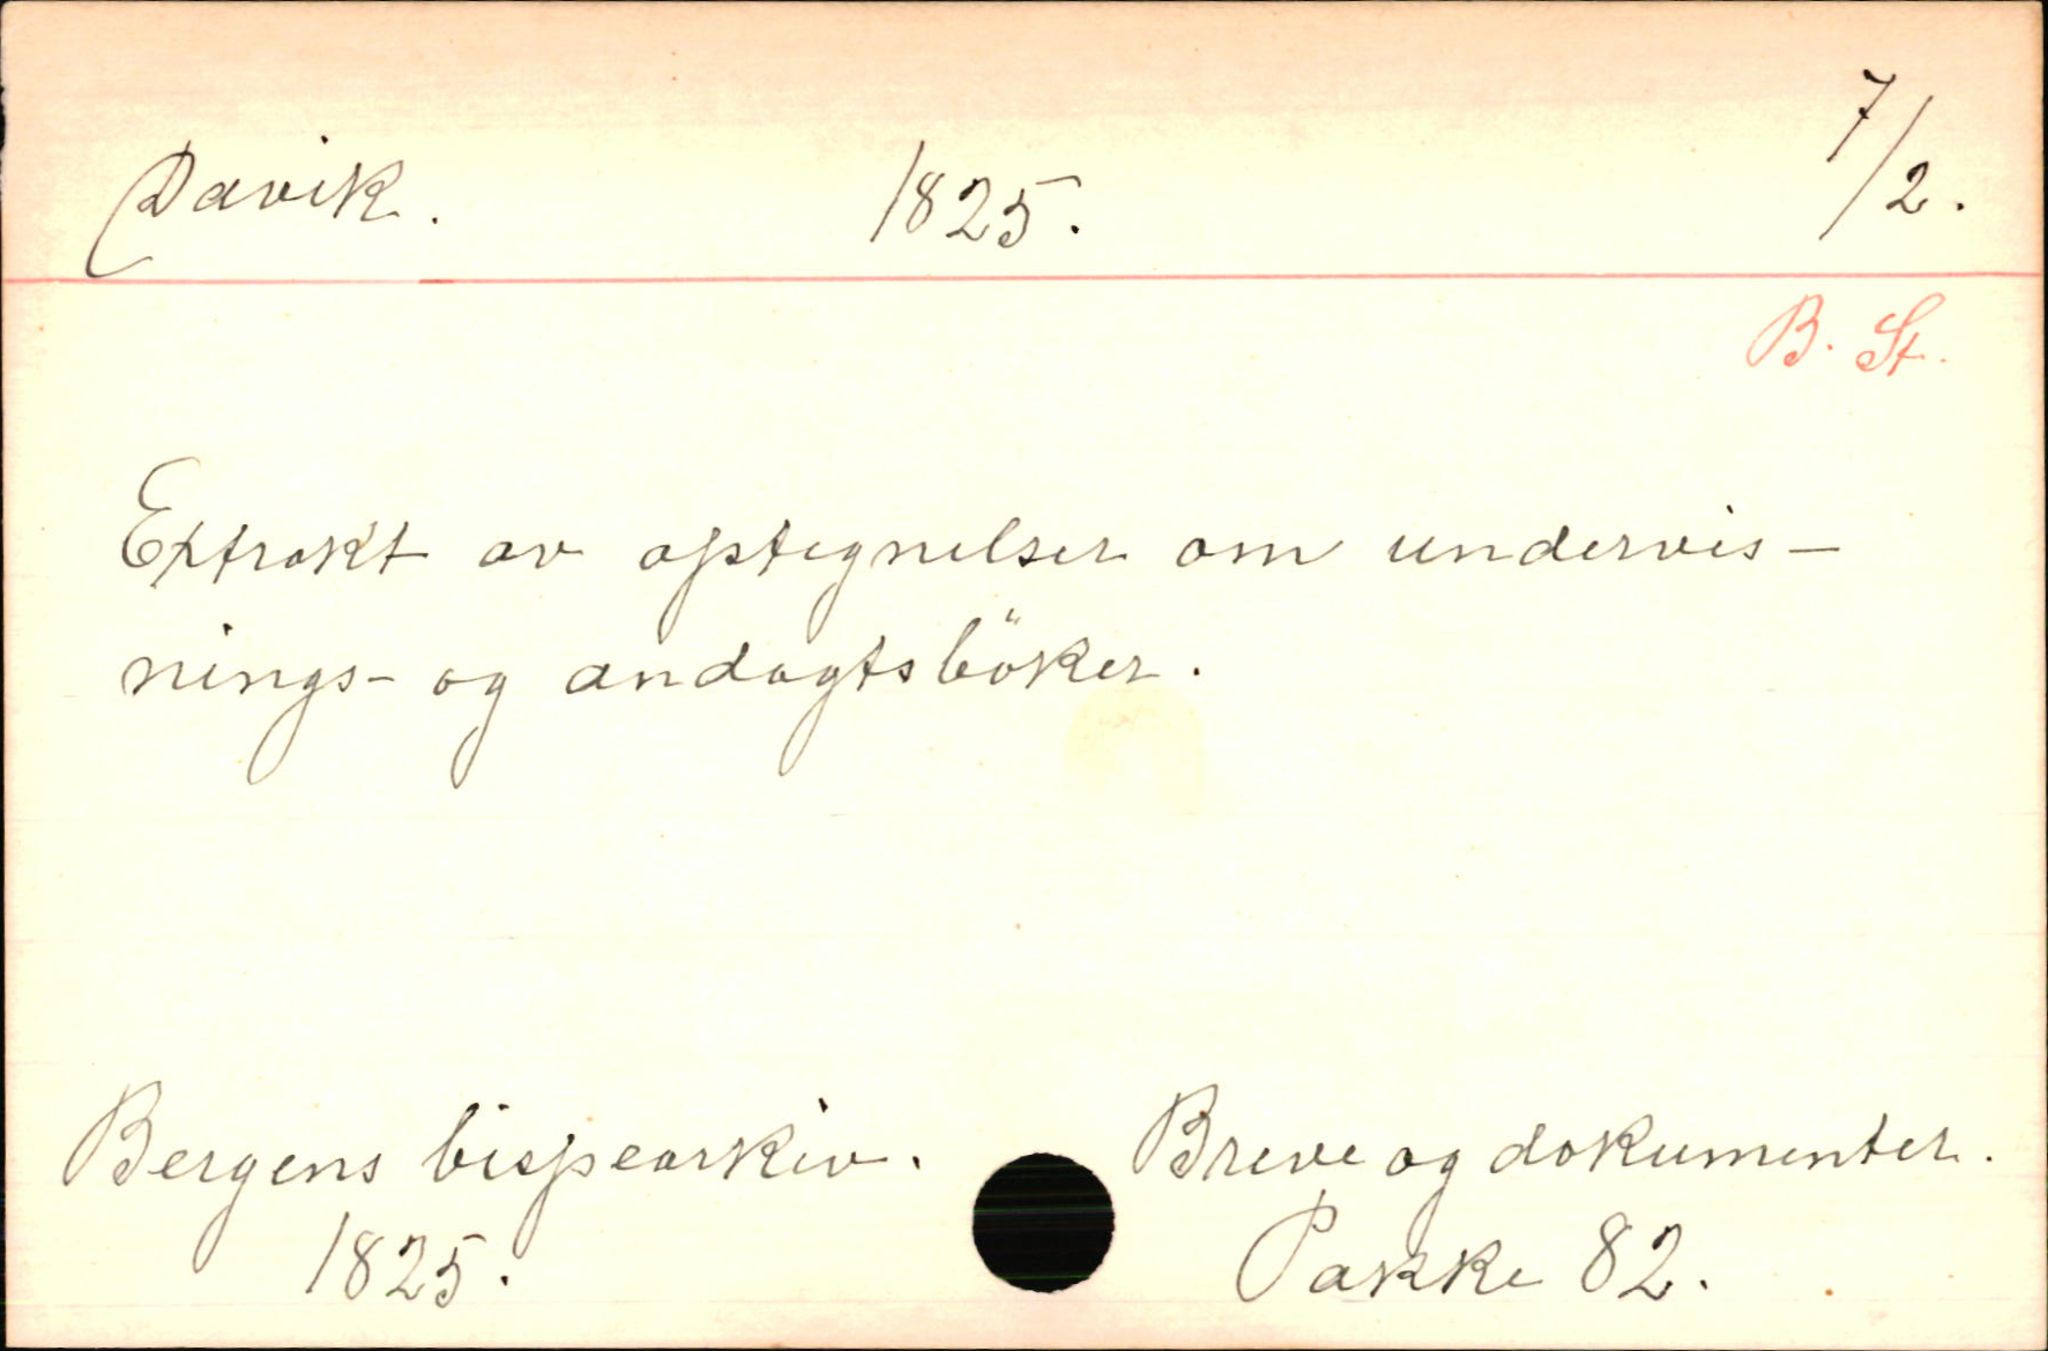 Davik. 1825. 7/2.
B. St.
Extrakt av optegnelser om undervis-
nings- og andagtsböker.
Bergens bispearkiv. Breve og dokumenter.
1825. Pakke 82.